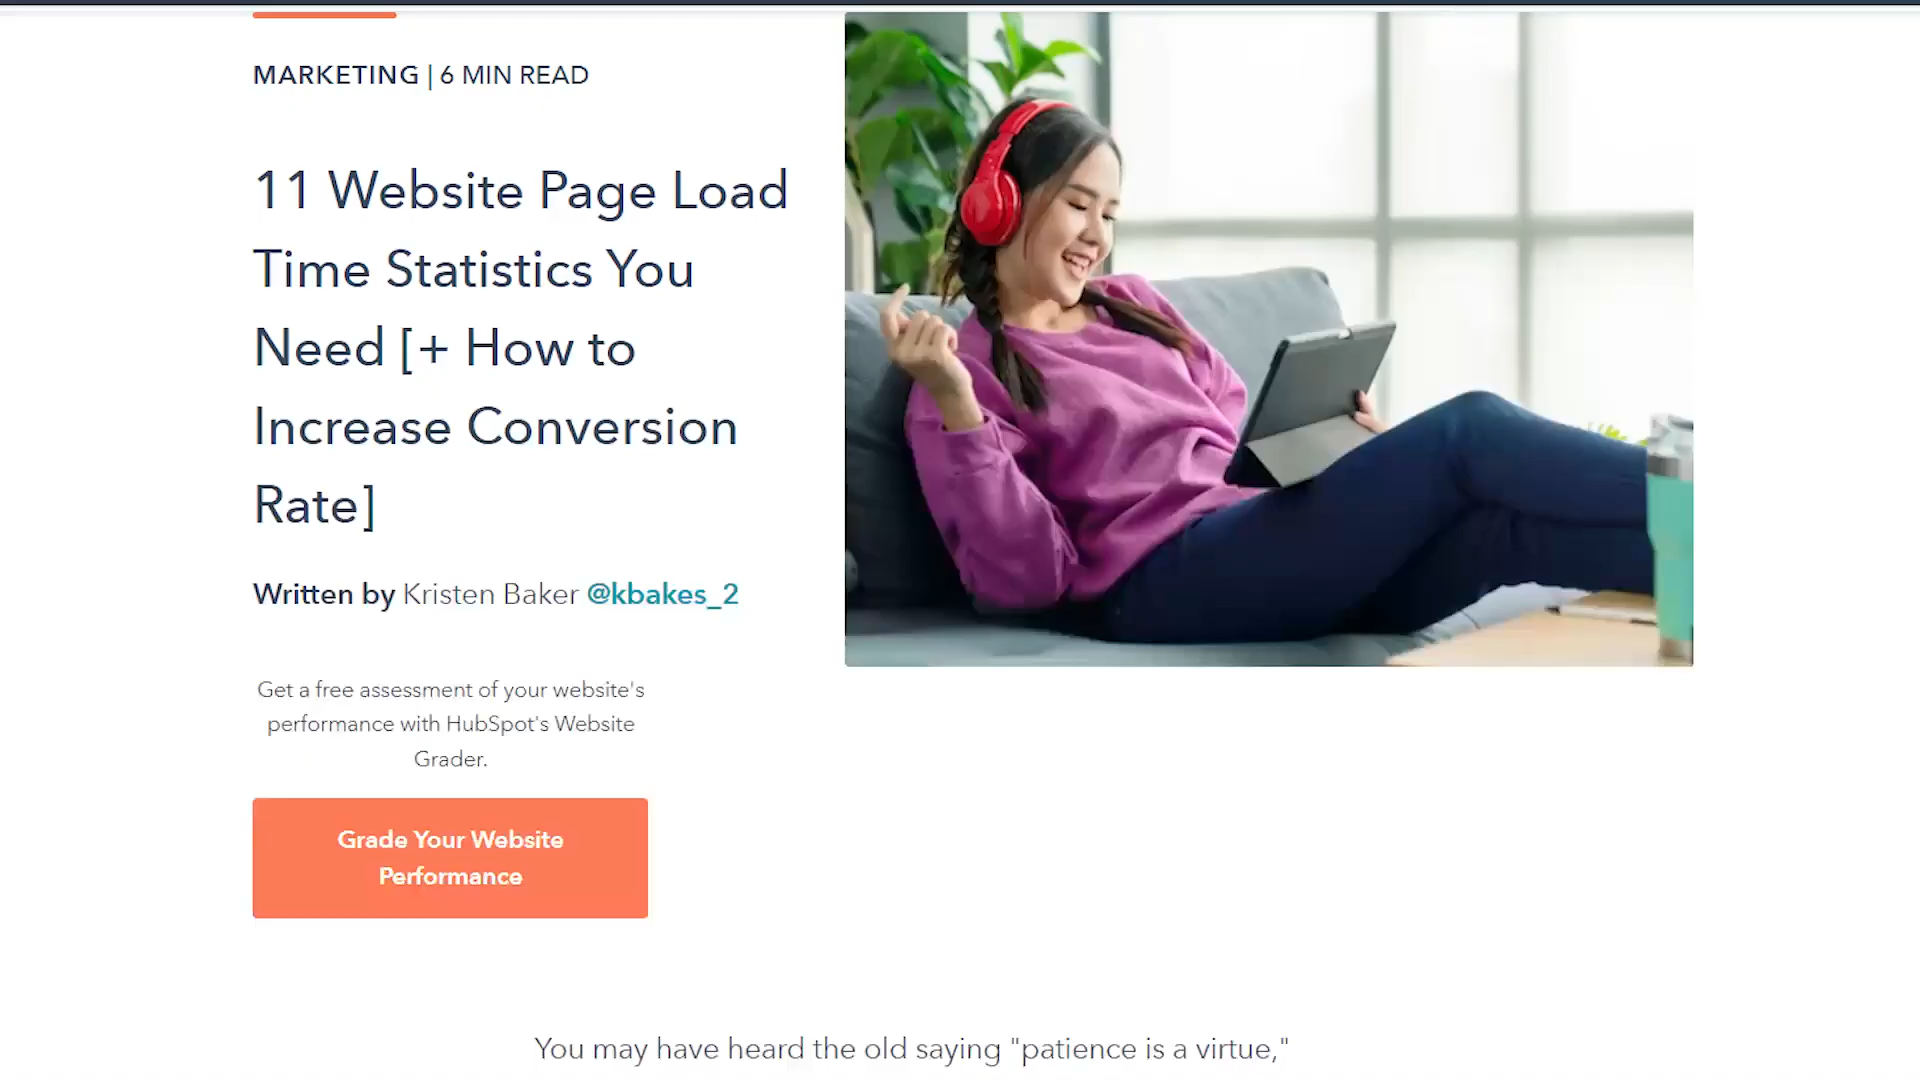 MARKETING | 6 MIN READ
11 Website Page Load
Time Statistics You
Need [+ How to
Increase Conversion
Rate]
Written by Kristen Baker @kbakes_2
Get a free assessment of your website's
performance with HubSpot's Website
Grader.
Grade Your Website
Performance
You may have heard the old saying "patience is a virtue,"